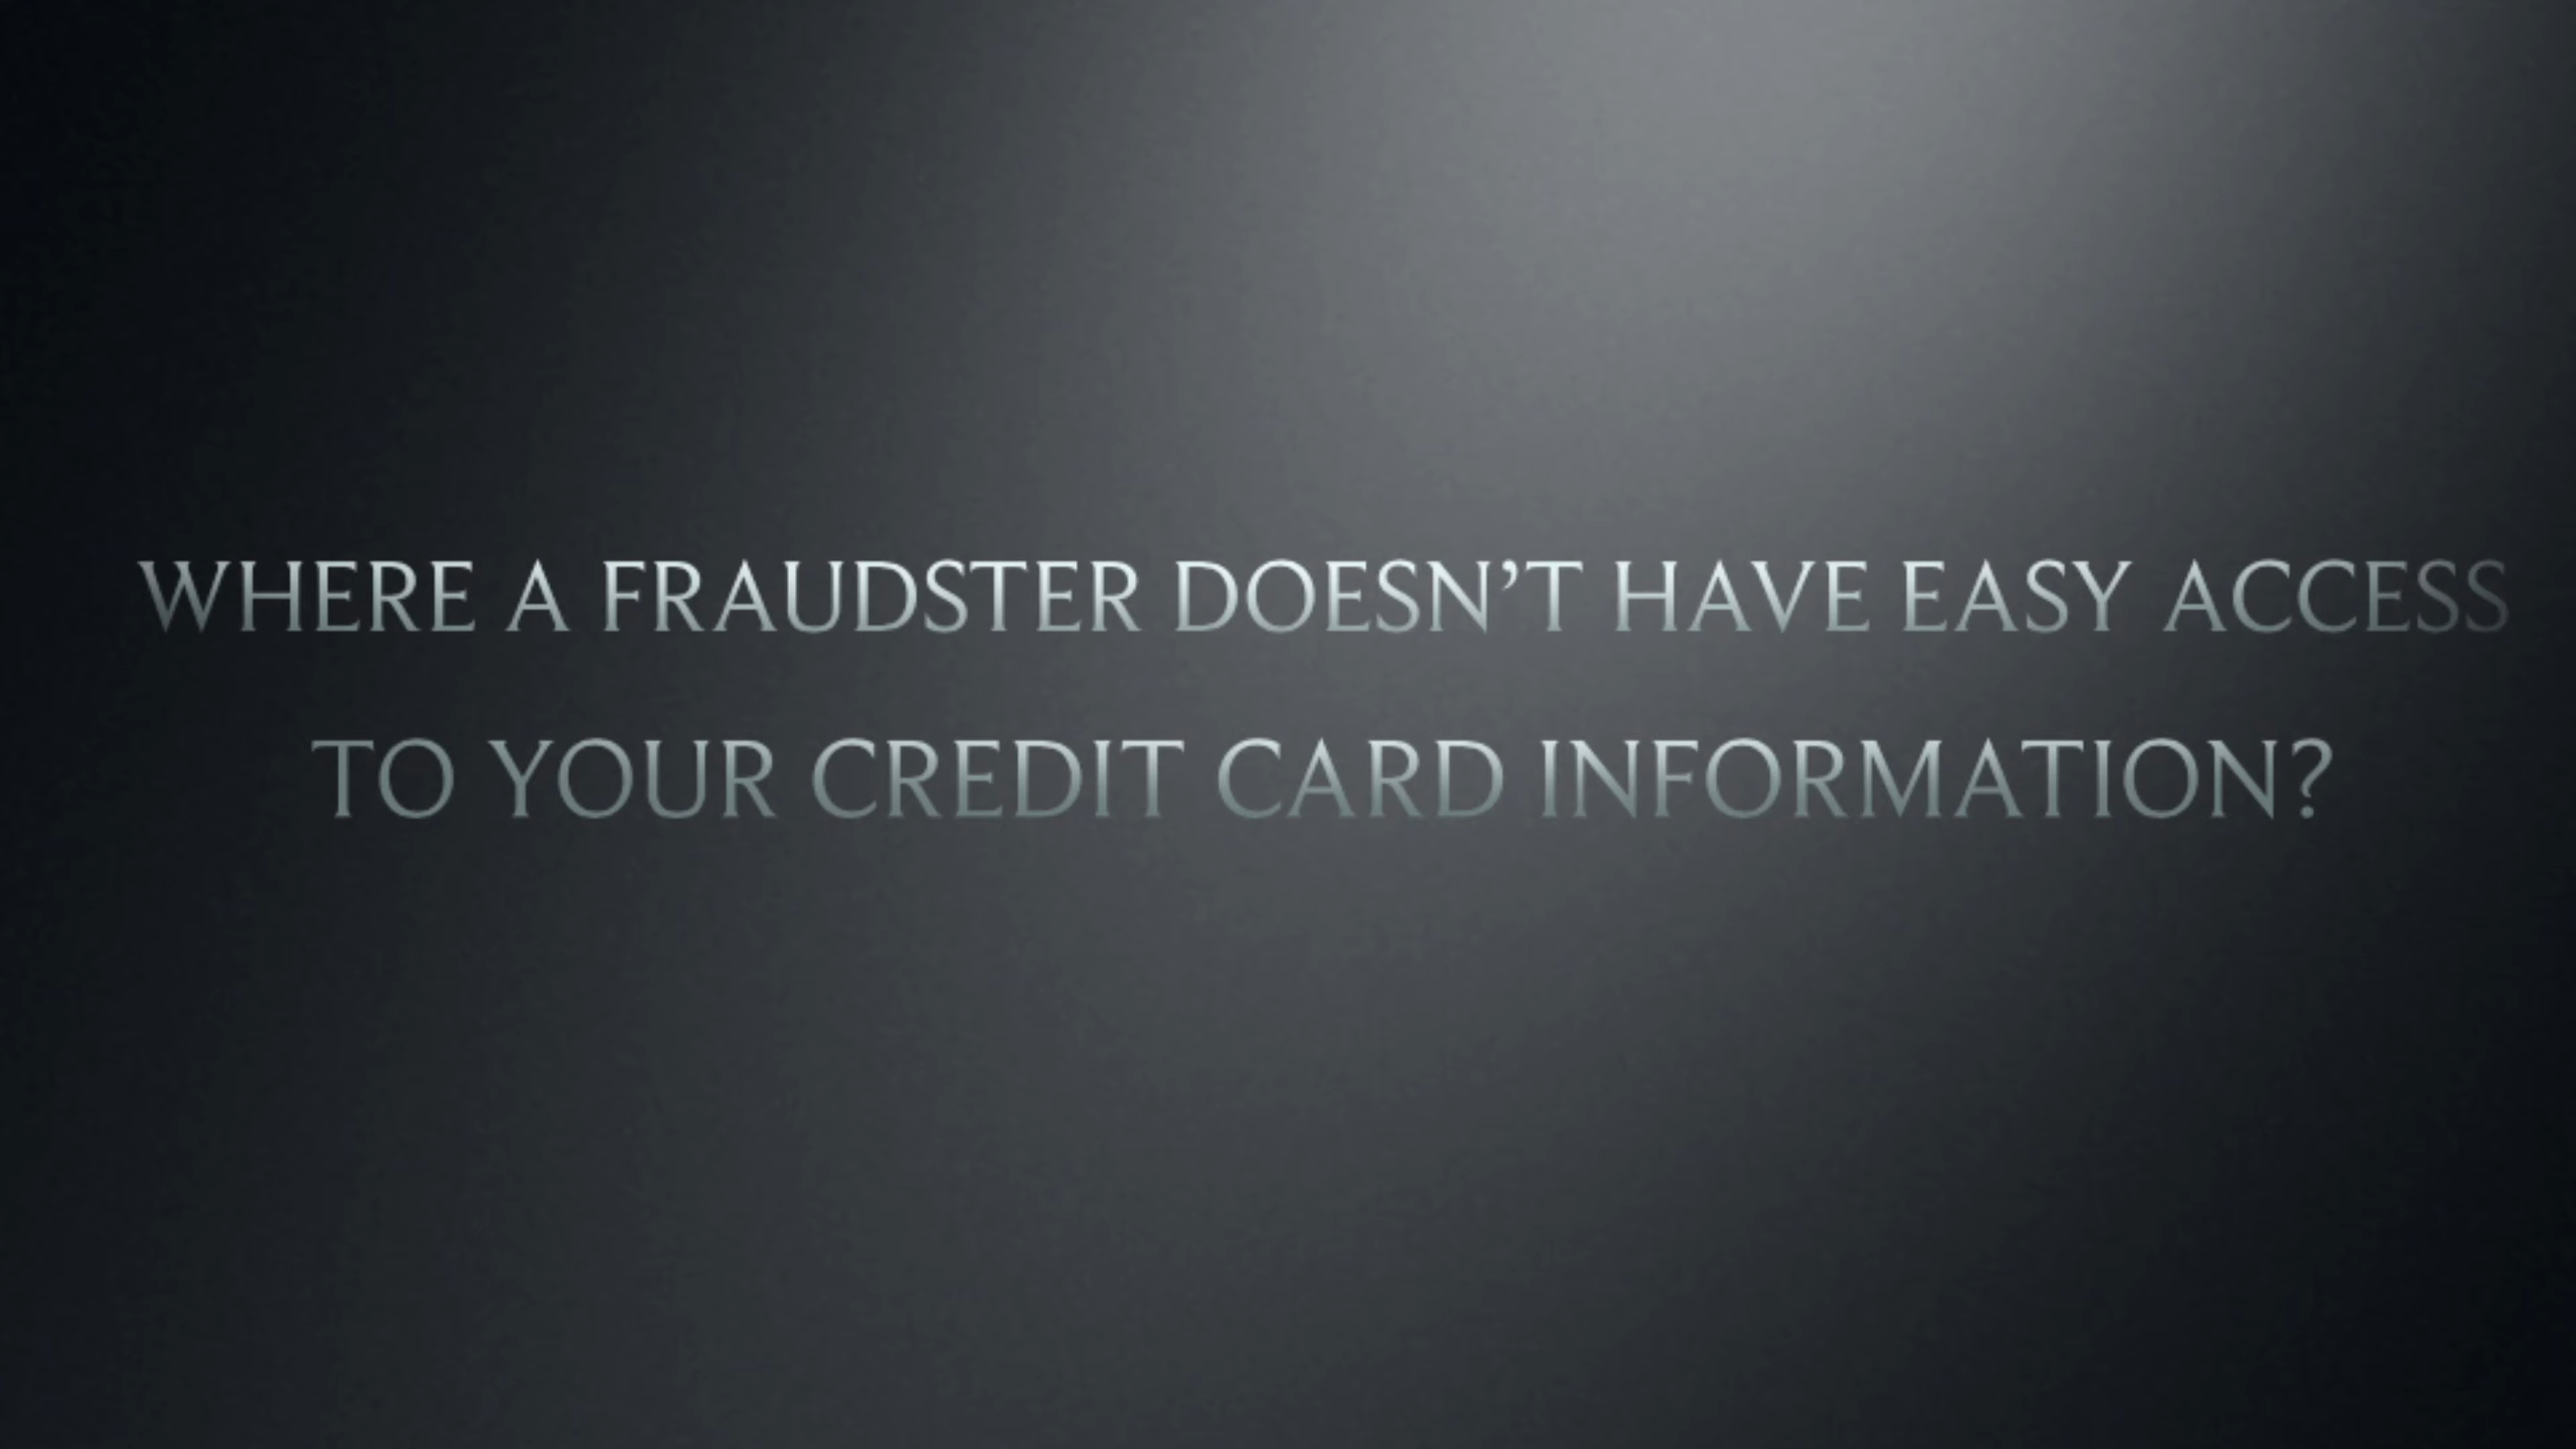 WHERE A FRAUDSTER DOESN’T HAVE EASY ACCESS
TO YOUR CREDIT CARD INFORMATION?